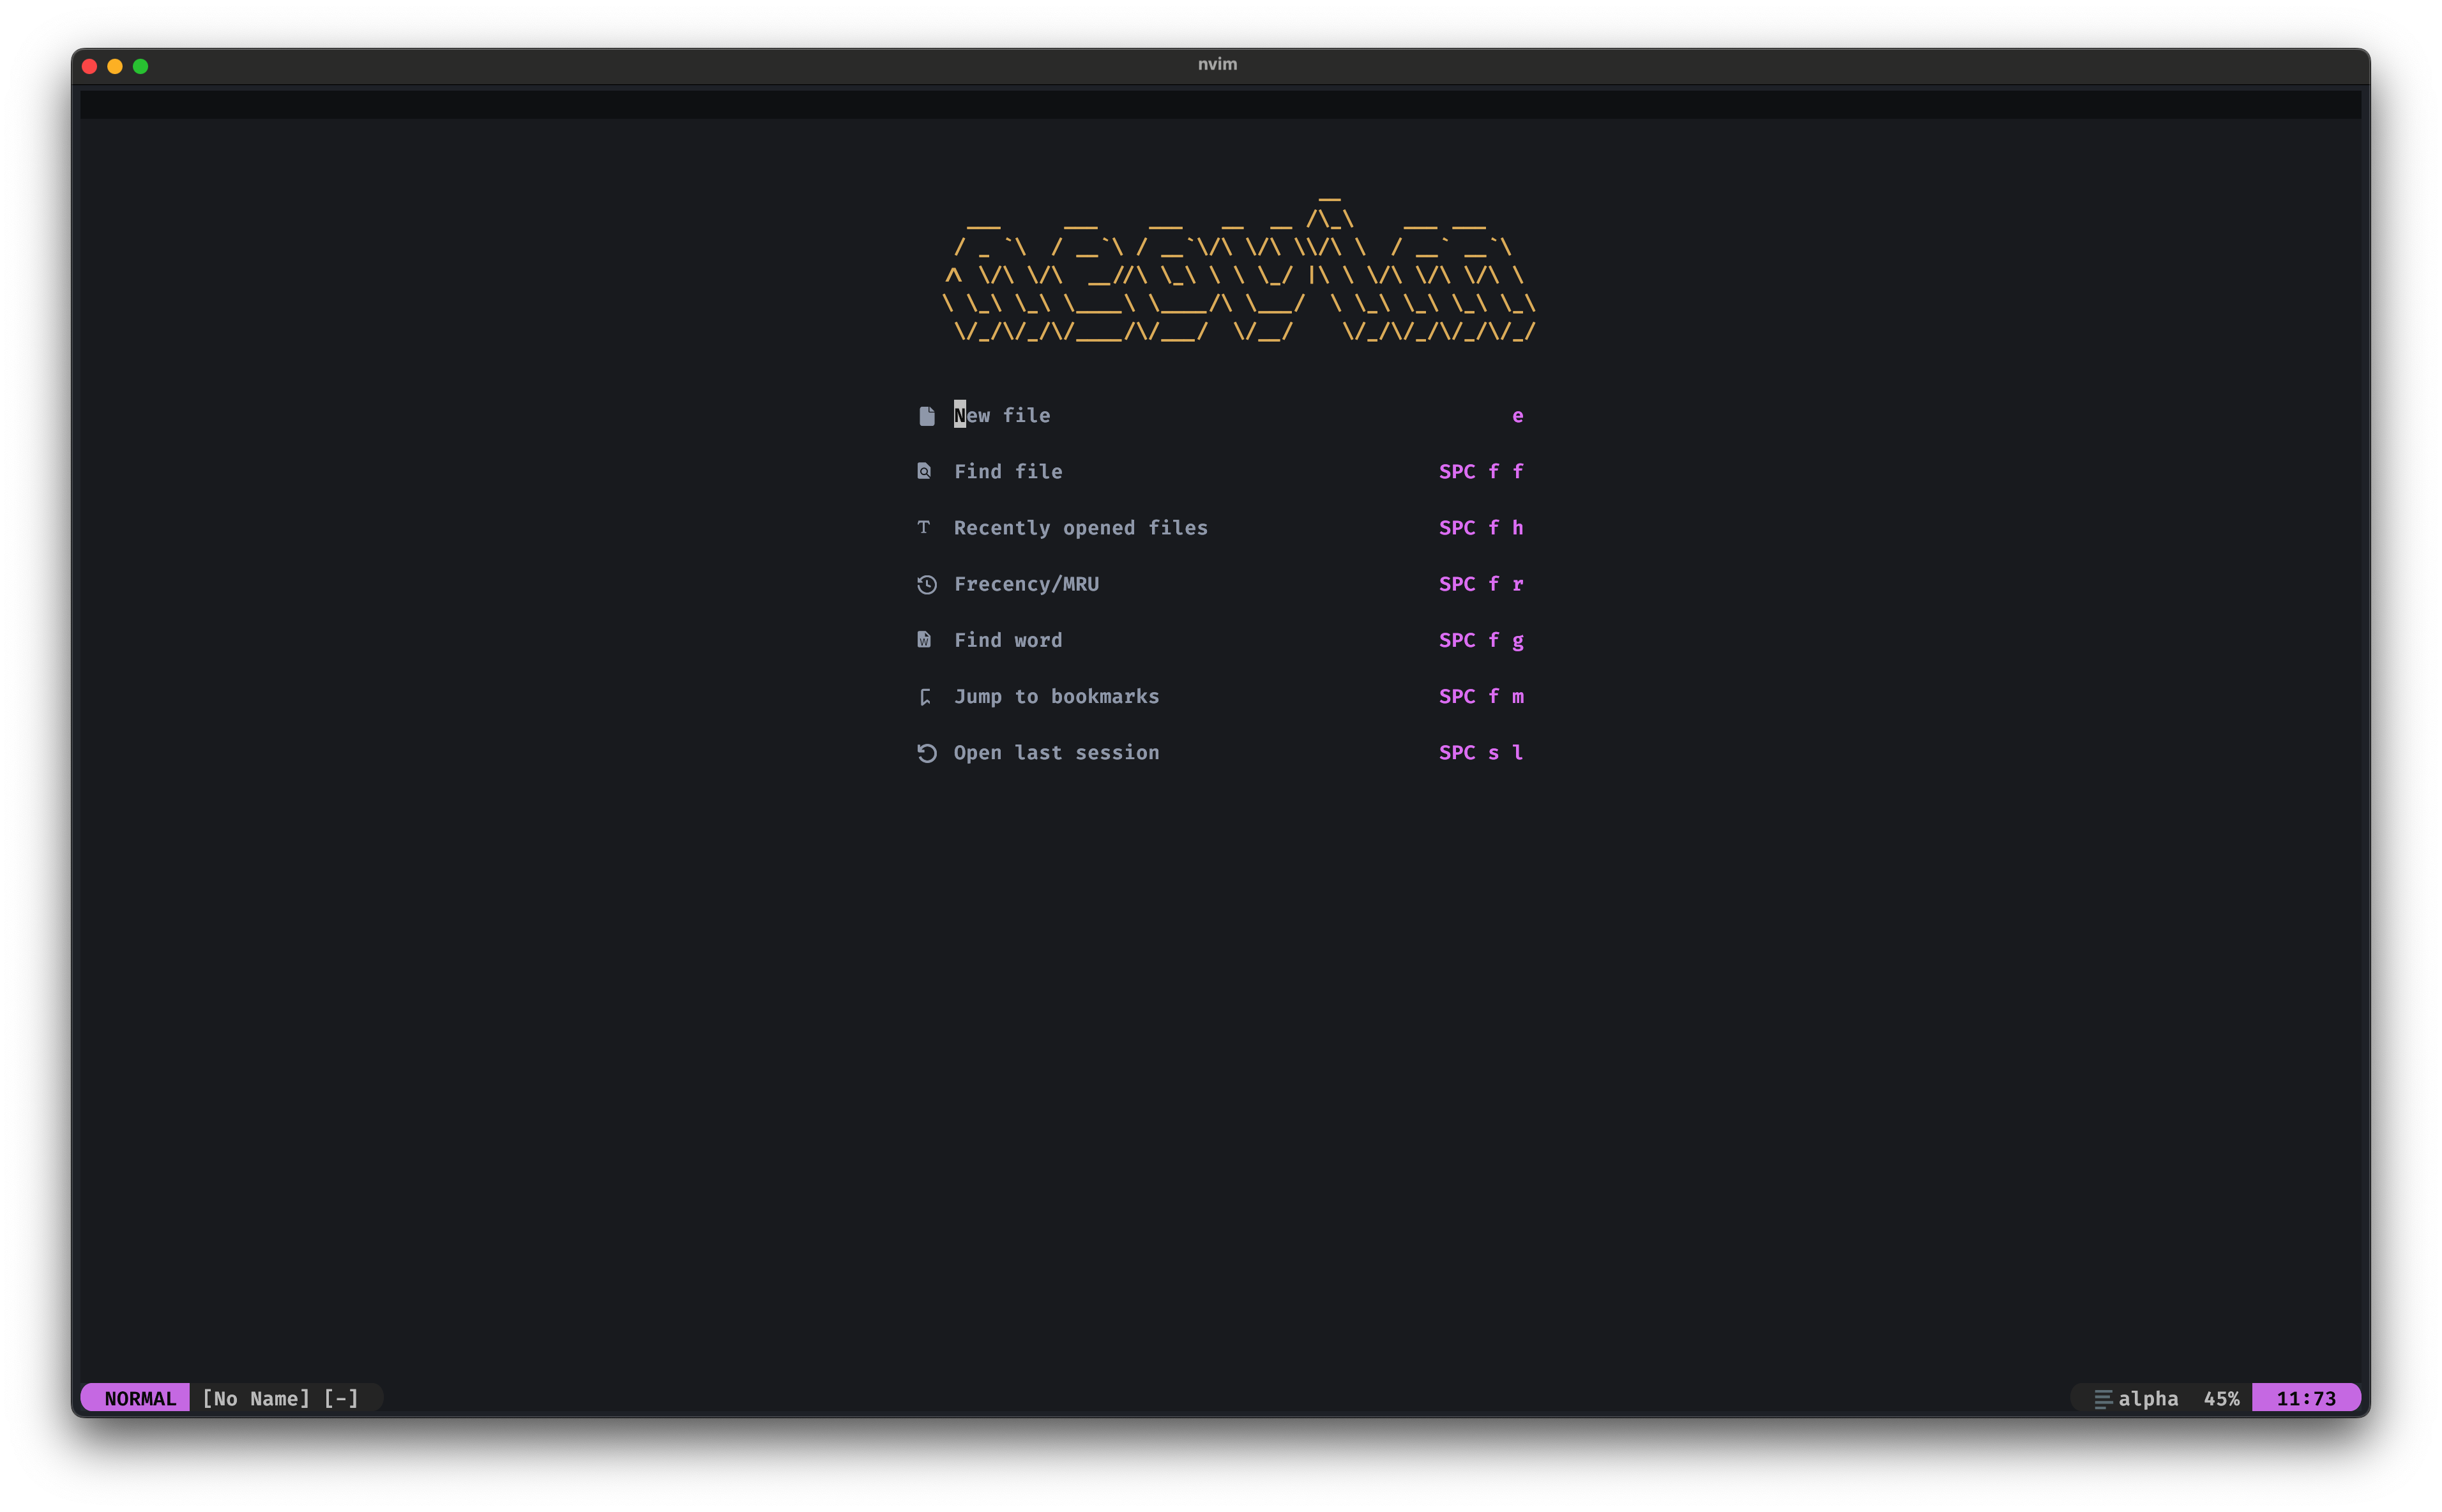 nvim
neovim
New file e
Find file SPC f f
Recently opened files SPC f h
Frecency/MRU SPC f r
Find word SPC f g
Jump to bookmarks SPC f m
Open last session SPC s l
NORMAL [No Name] [-] alpha 45% 11:73